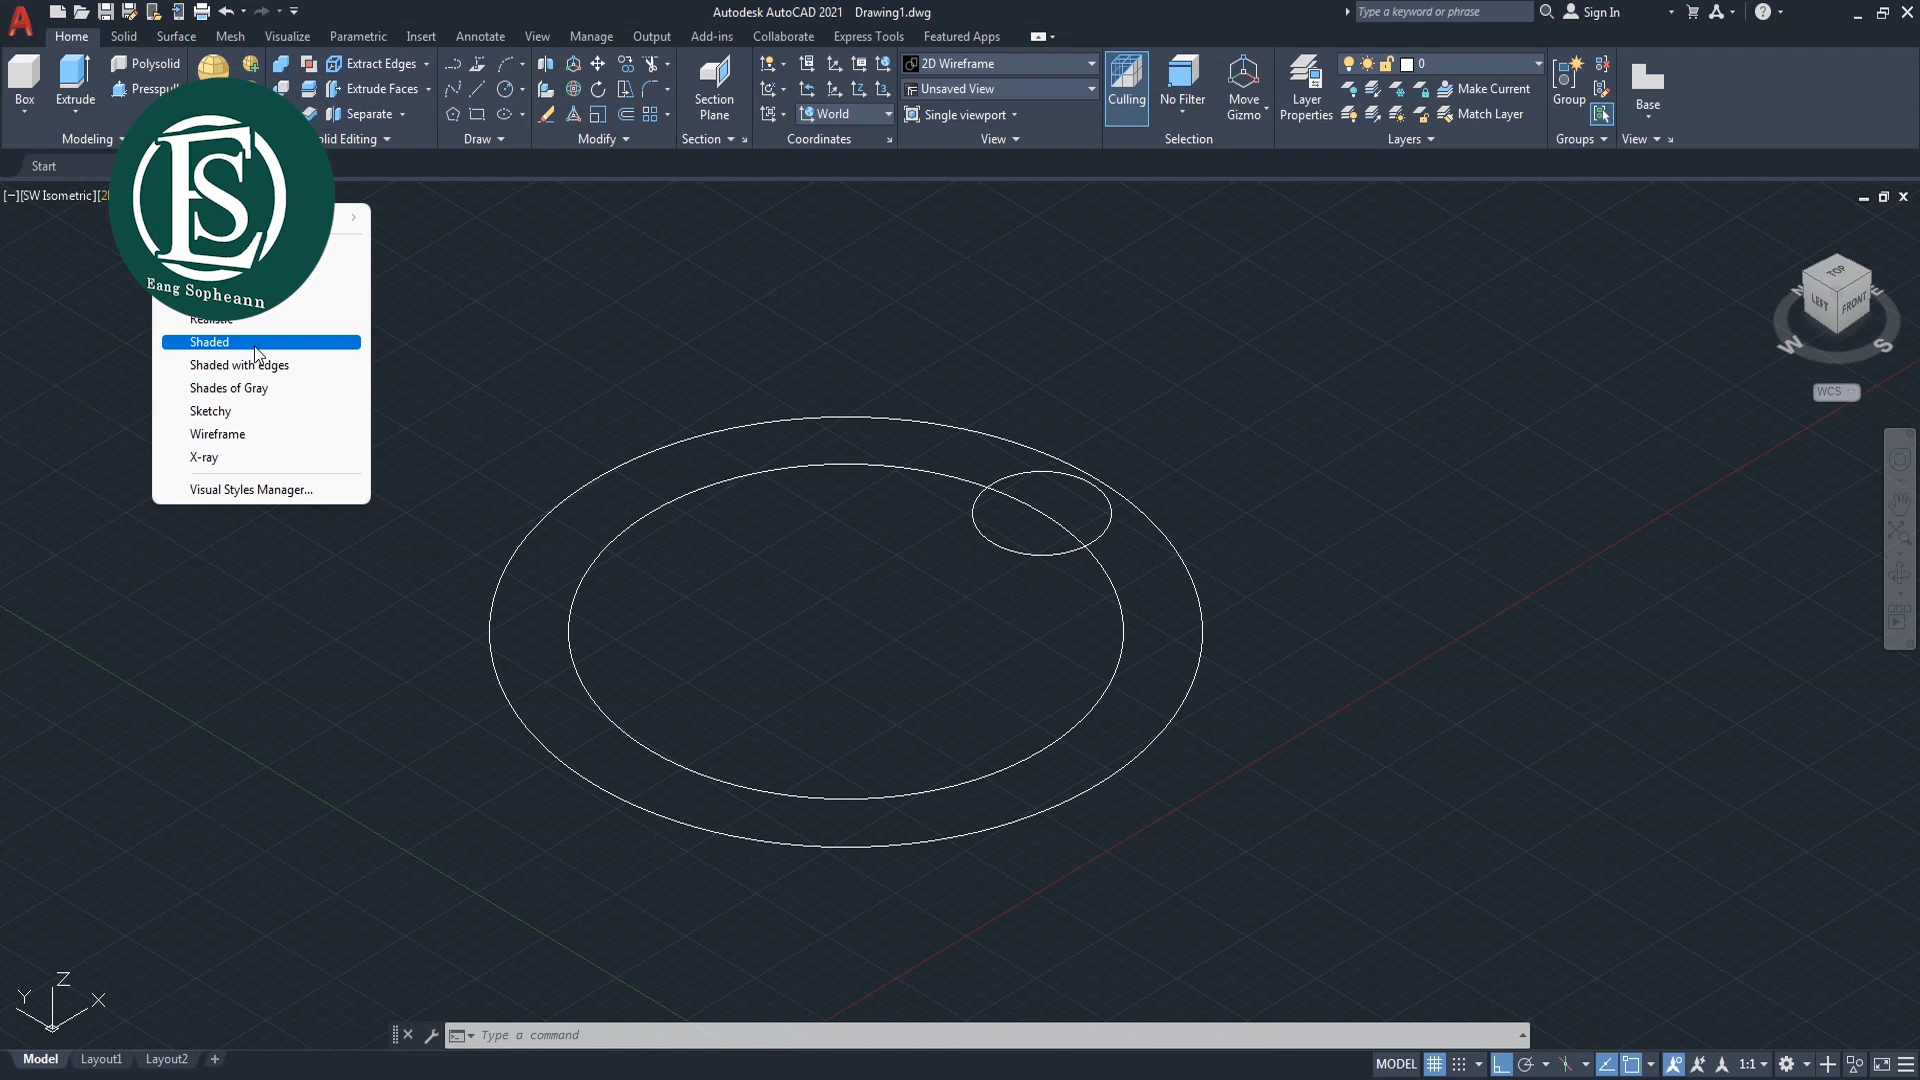 Autodesk AutoCAD 2021 Drawing1.dwg
Type a keyword or phrase
Sign In
Home Solid Surface Mesh Visualize Parametric Insert Annotate View Manage Output Add-ins Collaborate Express Tools Featured Apps
Box
Extrude
Polysolid
Modeling
Extract Edges
Extrude Faces
Separate
Draw
Modify
Section Plane
Section
World
Coordinates
2D Wireframe
Unsaved View
Single viewport
View
Culling
No Filter
Move Gizmo
Selection
Layer Properties
0
Make Current
Match Layer
Layers
Group
Groups
Base
View
Start
[−][SW Isometric][2
ES
Eang Sopheann
Realistic
Shaded
Shaded with edges
Shades of Gray
Sketchy
Wireframe
X-ray
Visual Styles Manager...
TOP
LEFT
FRONT
W
S
WCS
Z
Y
X
Type a command
Model Layout1 Layout2 +
MODEL
1:1